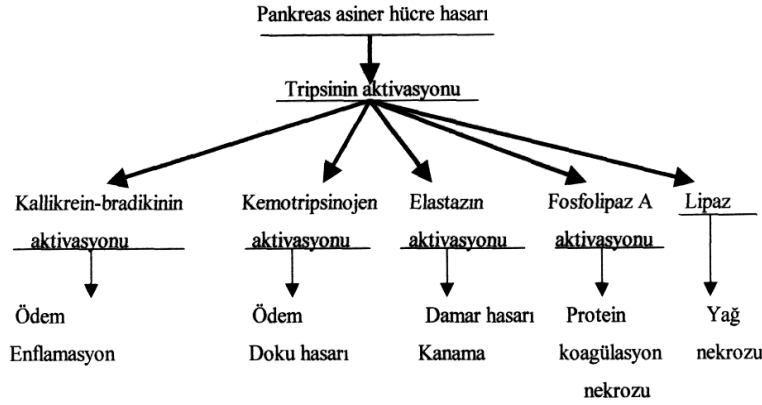 Pankreas asiner hücre hasarı
Tripsinin aktivasyonu
Kallikrein-bradikinin
aktivasyonu
Kemotripsinojen
aktivasyonu
Elastazın
aktivasyonu
Fosfolipaz A
aktivasyonu
Lipaz
Ödem
Enflamasyon
Ödem
Doku hasarı
Damar hasarı
Kanama
Protein
koagülasyon
nekrozu
Yağ
nekrozu